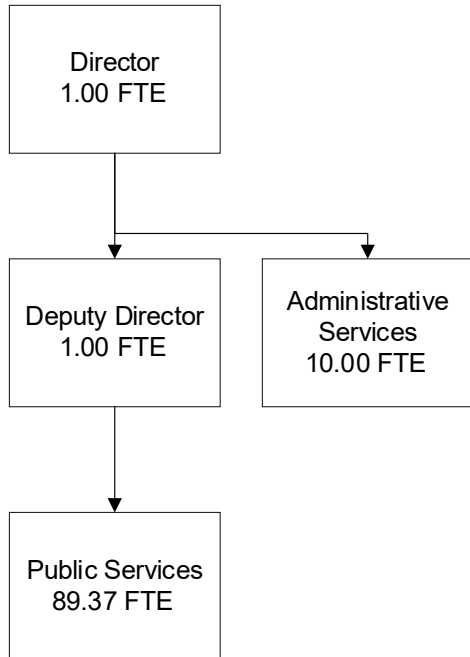 Director
1.00 FTE
Deputy Director
1.00 FTE
Administrative
Services
10.00 FTE
Public Services
89.37 FTE